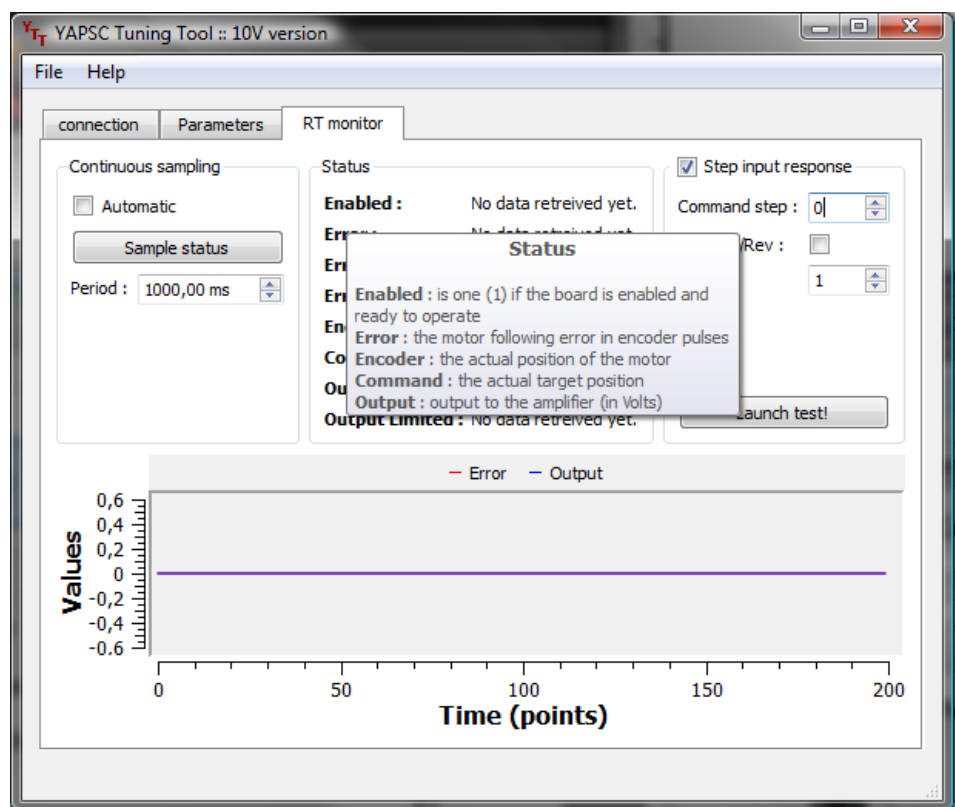 YTT YAPSC Tuning Tool :: 10V version
File Help
connection Parameters RT monitor
Continuous sampling
Automatic
Sample status
Period : 1000,00 ms
Status
Enabled : No data retreived yet.
Output Limited : No data retreived yet.
Status
Enabled : is one (1) if the board is enabled and
ready to operate
Error : the motor following error in encoder pulses
Encoder : the actual position of the motor
Command : the actual target position
Output : output to the amplifier (in Volts)
Step input response
Command step : 0
/Rev :
1
Launch test!
Error Output
Values
0,6
0,4
0,2
0
-0,2
-0,4
-0.6
0 50 100 150 200
Time (points)